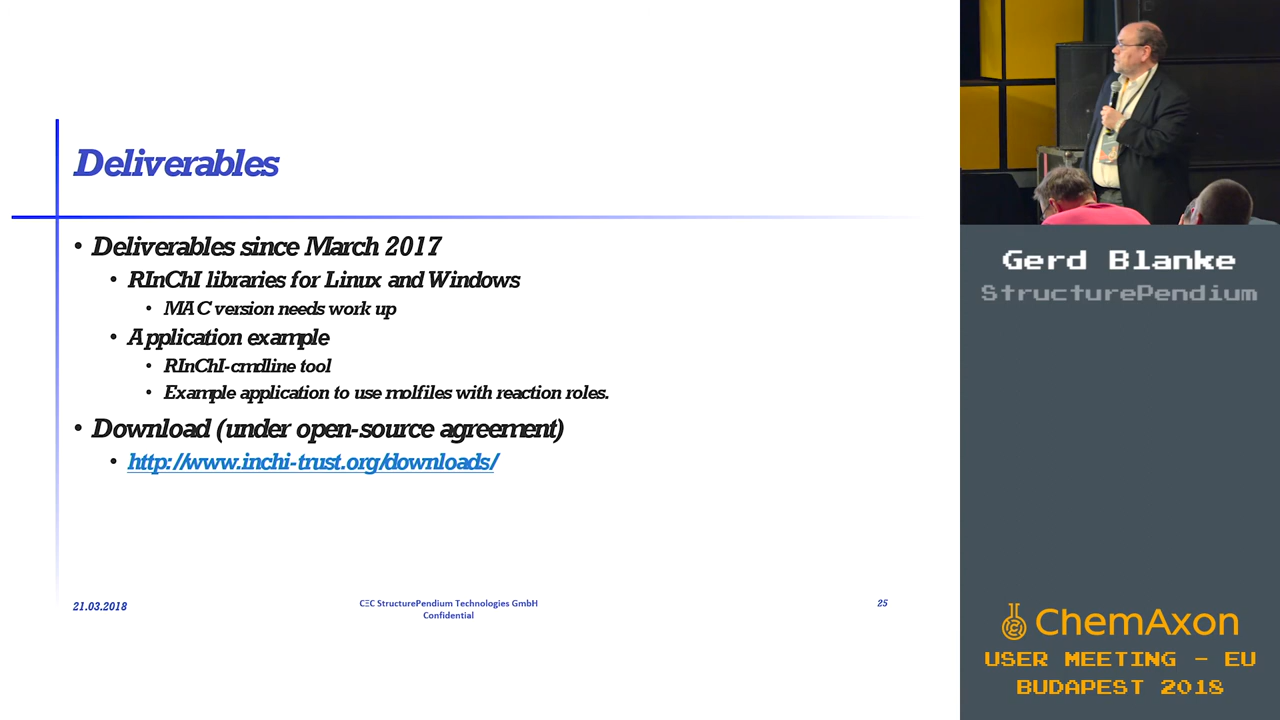 Deliverables
• Deliverables since March 2017
• RInChI libraries for Linux and Windows
• MAC version needs work up
• Application example
• RInChI-cmdline tool
• Example application to use molfiles with reaction roles.
• Download (under open-source agreement)
• http://www.inchi-trust.org/downloads/
21.03.2018
CΞC StructurePendium Technologies GmbH
Confidential
25
Gerd Blanke
StructurePendium
ChemAxon
USER MEETING - EU
BUDAPEST 2018